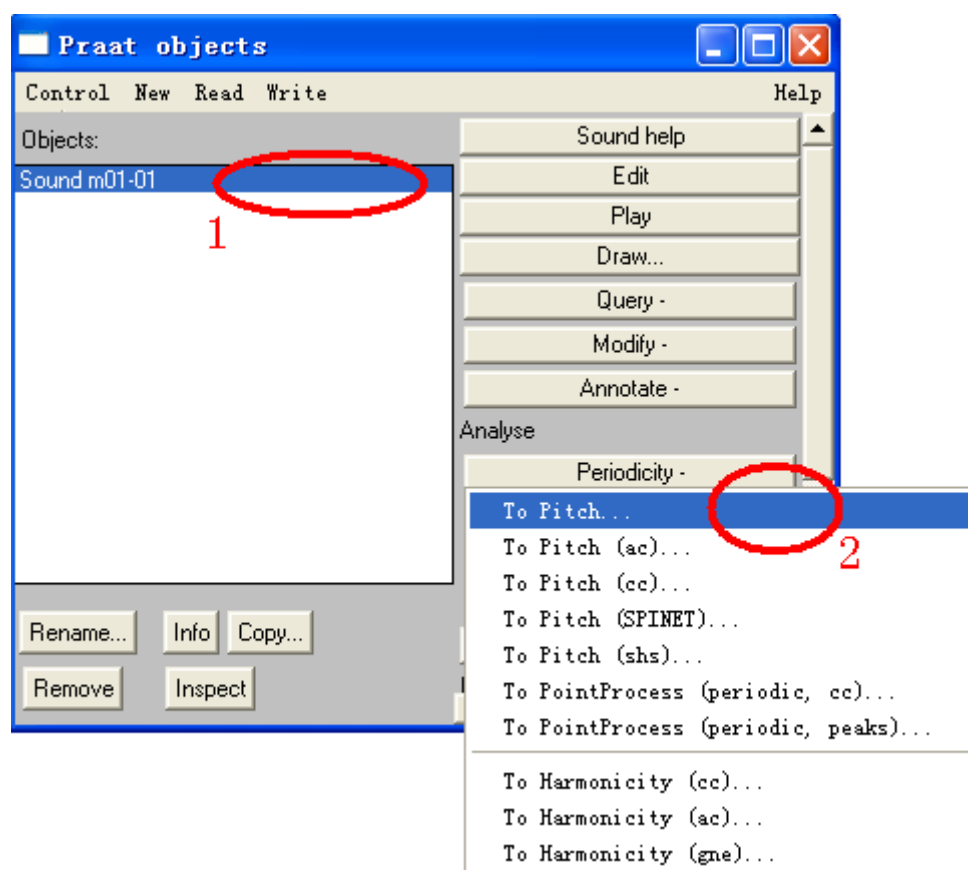 Praat objects
Control New Read Write Help
Objects:
Sound m01-01
1
Sound help
Edit
Play
Draw...
Query -
Modify -
Annotate -
Analyse
Periodicity -
To Pitch...
2
To Pitch (ac)...
To Pitch (cc)...
To Pitch (SPINET)...
To Pitch (shs)...
To PointProcess (periodic, cc)...
To PointProcess (periodic, peaks)...
To Harmonicity (cc)...
To Harmonicity (ac)...
To Harmonicity (gne)...
Rename... Info Copy...
Remove Inspect